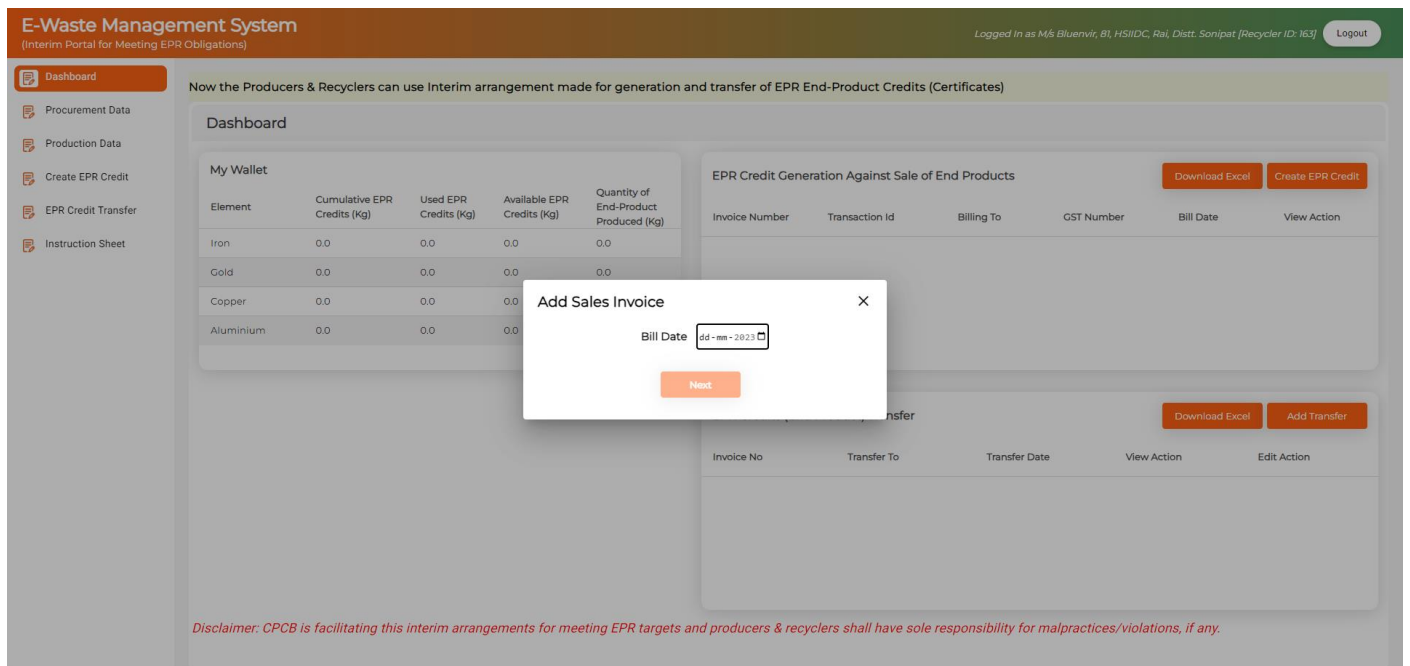 E-Waste Management System
(Interim Portal for Meeting EPR Obligations)
Logged In as M/s Bluenvir, 81, HSIIDC, Rai, Distt. Sonipat [Recycler ID: 163]
Logout
Dashboard
Procurement Data
Production Data
Create EPR Credit
EPR Credit Transfer
Instruction Sheet
Now the Producers & Recyclers can use Interim arrangement made for generation and transfer of EPR End-Product Credits (Certificates)
Dashboard
My Wallet
Element Cumulative EPR Credits (Kg) Used EPR Credits (Kg) Available EPR Credits (Kg) Quantity of End-Product Produced (Kg)
Iron 0.0 0.0 0.0 0.0
Gold 0.0 0.0 0.0 0.0
Copper 0.0 0.0 0.0
Aluminium 0.0 0.0 0.0
EPR Credit Generation Against Sale of End Products
Download Excel Create EPR Credit
Invoice Number Transaction Id Billing To GST Number Bill Date View Action
Add Sales Invoice
Bill Date dd-mm-2023
Next
nsfer
Download Excel Add Transfer
Invoice No Transfer To Transfer Date View Action Edit Action
Disclaimer: CPCB is facilitating this interim arrangements for meeting EPR targets and producers & recyclers shall have sole responsibility for malpractices/violations, if any.